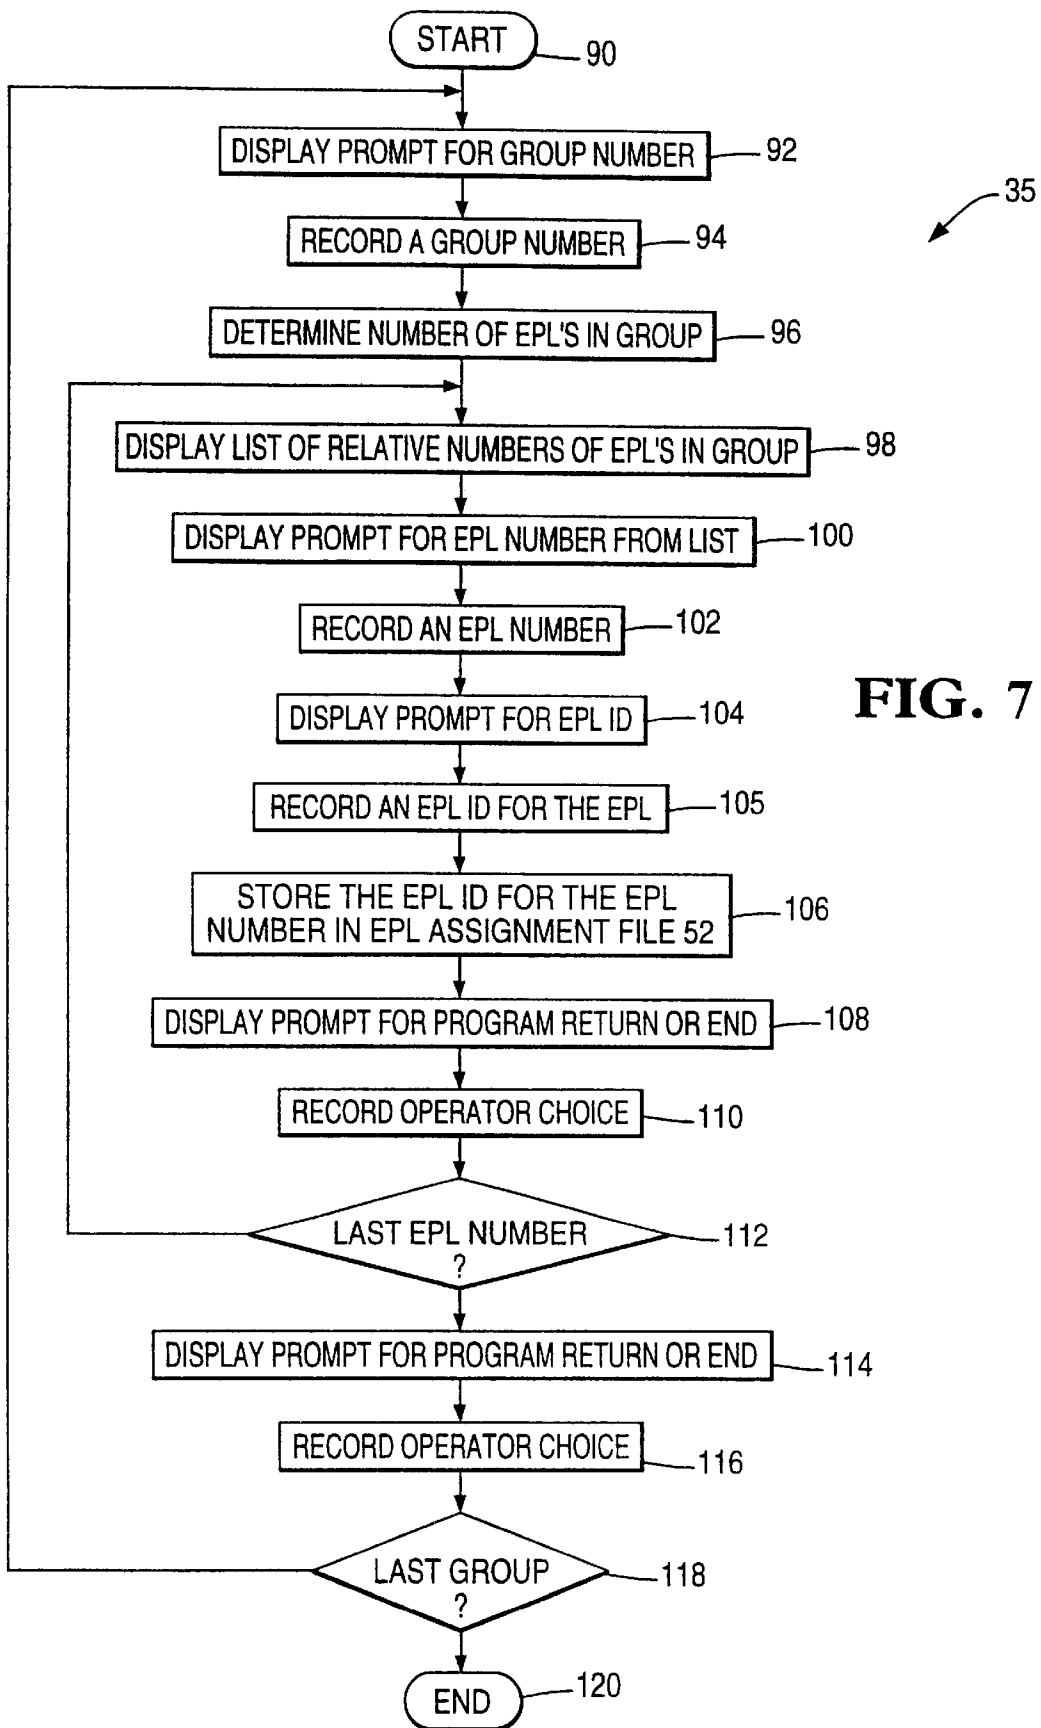 START
90
DISPLAY PROMPT FOR GROUP NUMBER
92
35
RECORD A GROUP NUMBER
94
DETERMINE NUMBER OF EPL'S IN GROUP
96
DISPLAY LIST OF RELATIVE NUMBERS OF EPL'S IN GROUP
98
DISPLAY PROMPT FOR EPL NUMBER FROM LIST
100
RECORD AN EPL NUMBER
102
FIG. 7
DISPLAY PROMPT FOR EPL ID
104
RECORD AN EPL ID FOR THE EPL
105
STORE THE EPL ID FOR THE EPL
NUMBER IN EPL ASSIGNMENT FILE 52
106
DISPLAY PROMPT FOR PROGRAM RETURN OR END
108
RECORD OPERATOR CHOICE
110
LAST EPL NUMBER
?
112
DISPLAY PROMPT FOR PROGRAM RETURN OR END
114
RECORD OPERATOR CHOICE
116
LAST GROUP
?
118
END
120